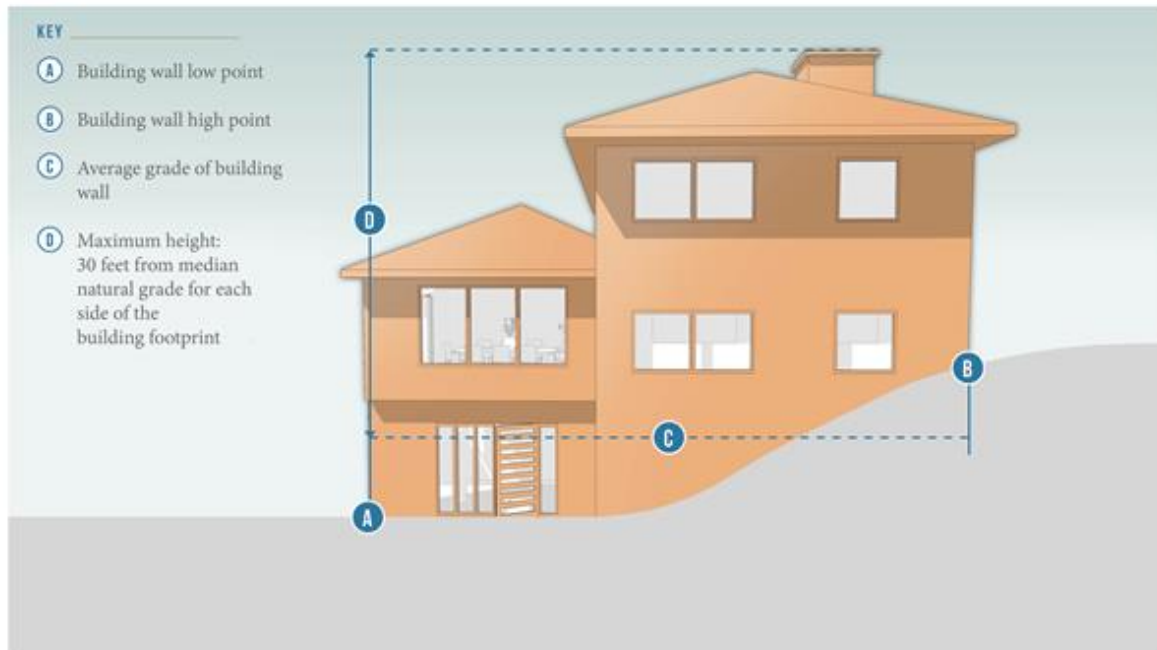 KEY
A Building wall low point
B Building wall high point
C Average grade of building
wall
D Maximum height:
30 feet from median
natural grade for each
side of the
building footprint
D
B
C
A